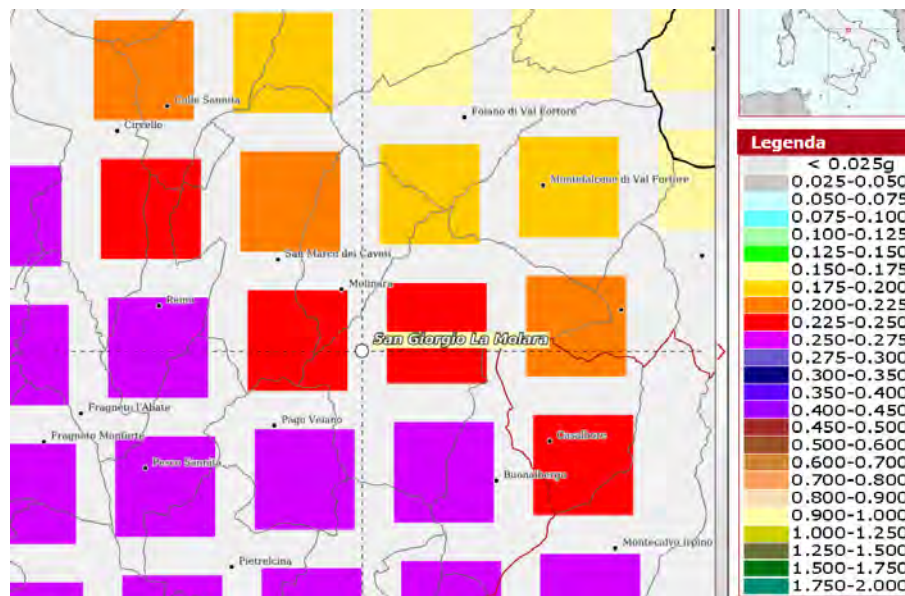 Colle Sannita
Circello
Foiano di Val Fortore
Montefalcone di Val Fortore
San Marco dei Cavoti
Molinara
Reino
San Giorgio La Molara
Fragneto l'Abate
Pago Veiano
Fragneto Monforte
Pesco Sannita
Casalbore
Buonalbergo
Montecalvo Irpino
Pietrelcina
Legenda
< 0.025g
0.025-0.050
0.050-0.075
0.075-0.100
0.100-0.125
0.125-0.150
0.150-0.175
0.175-0.200
0.200-0.225
0.225-0.250
0.250-0.275
0.275-0.300
0.300-0.350
0.350-0.400
0.400-0.450
0.450-0.500
0.500-0.600
0.600-0.700
0.700-0.800
0.800-0.900
0.900-1.000
1.000-1.250
1.250-1.500
1.500-1.750
1.750-2.000